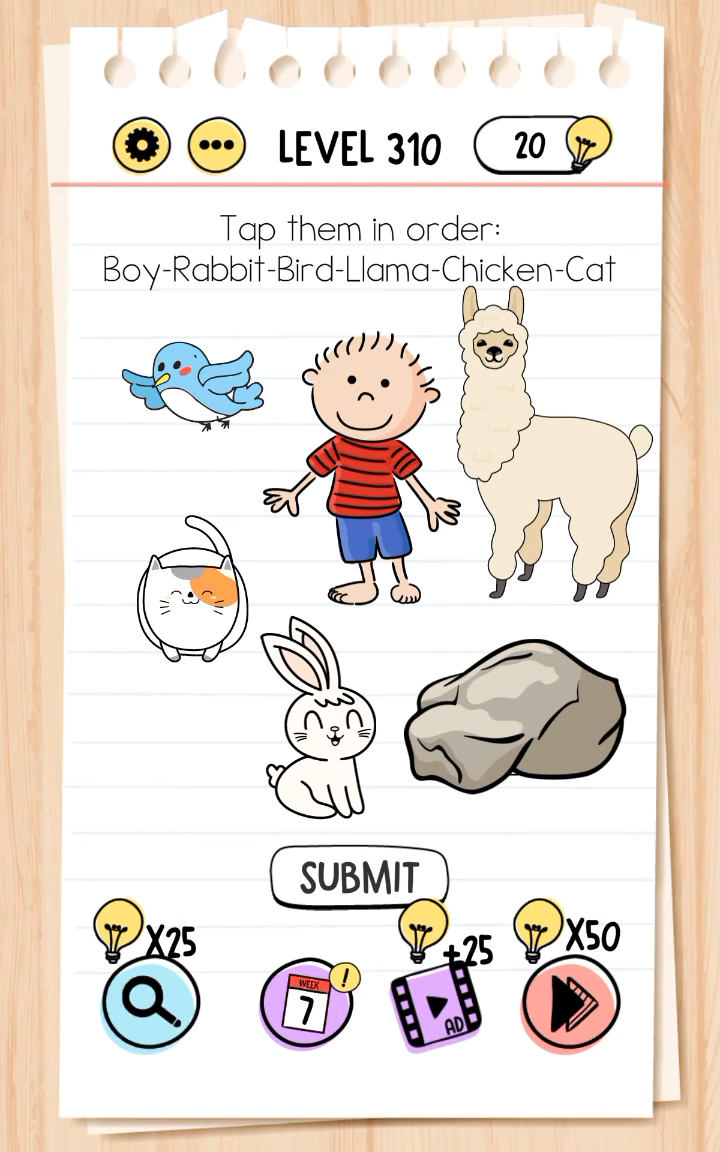 LEVEL 310
20
Tap them in order:
Boy-Rabbit-Bird-Llama-Chicken-Cat
SUBMIT
X25
+25
X50
WEEK
7
!
AD